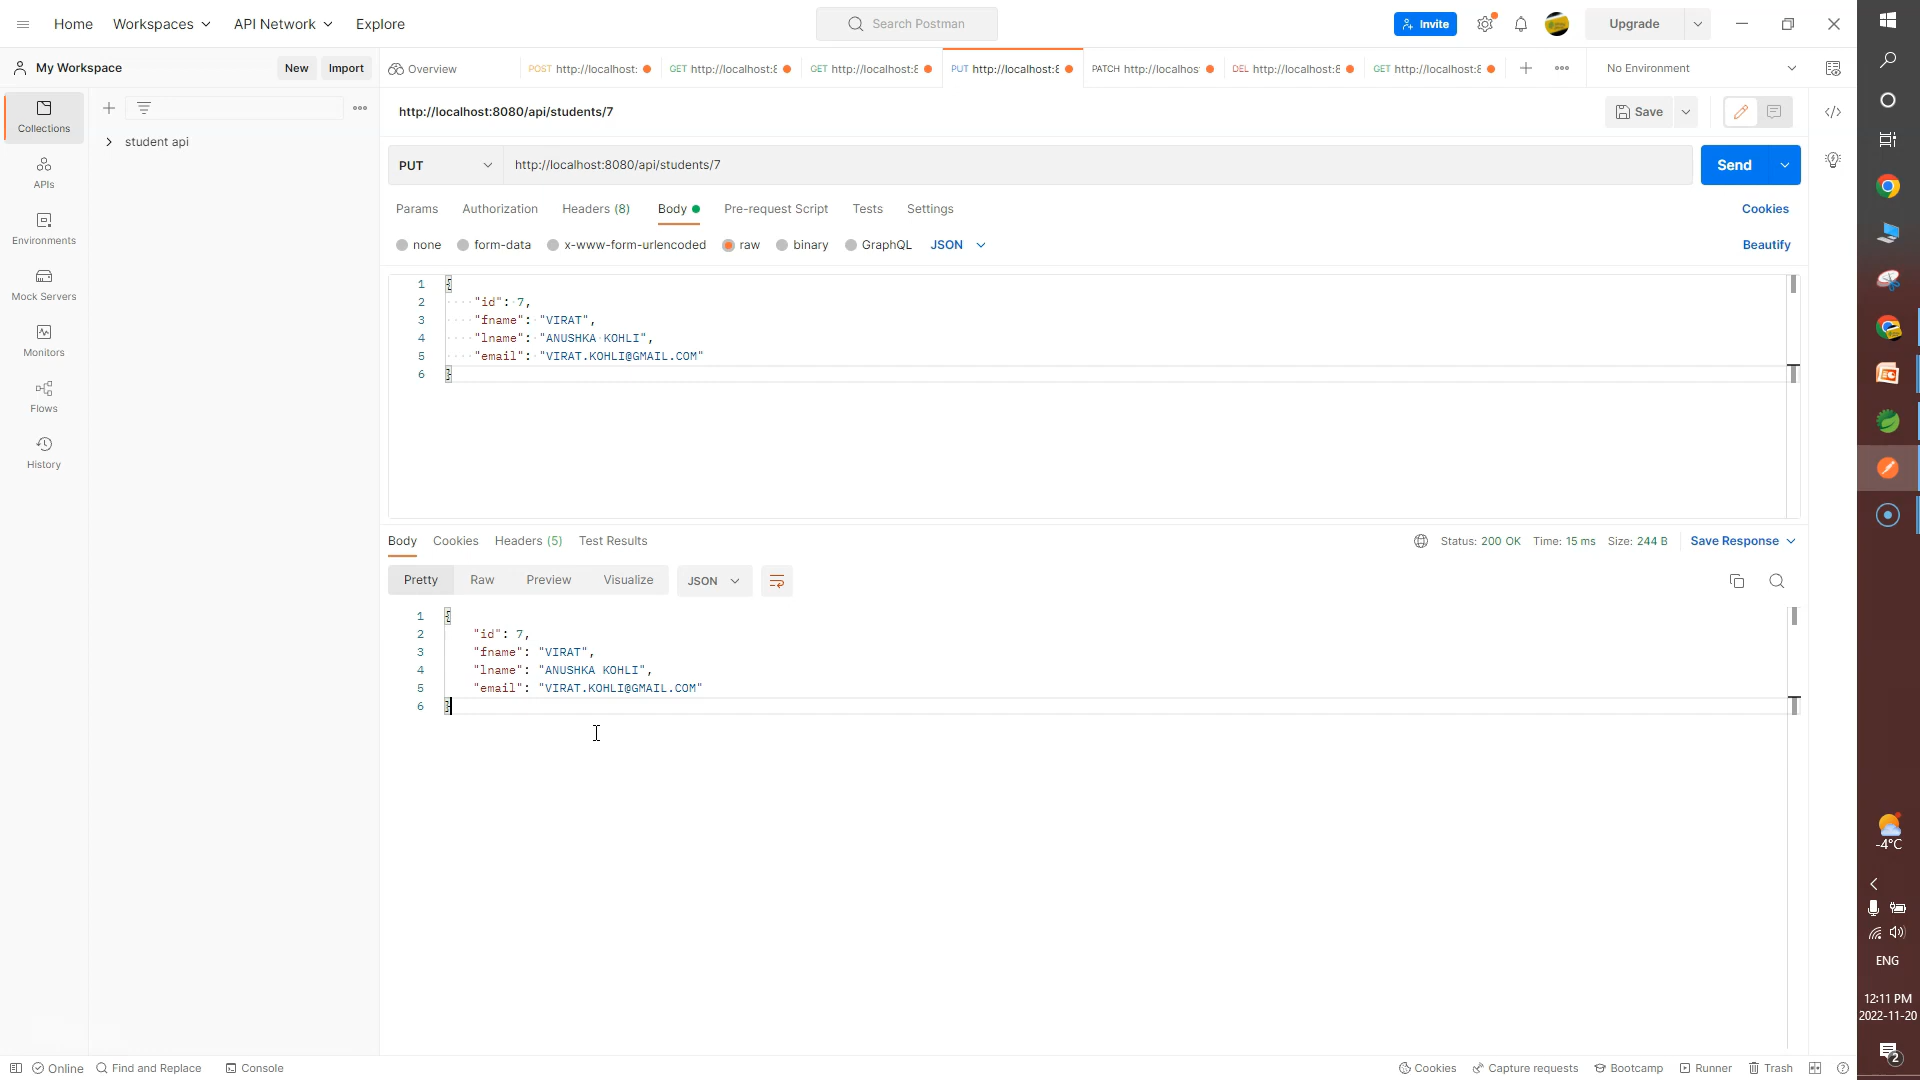 Home Workspaces API Network Explore Search Postman Invite Upgrade
My Workspace New Import Overview POST http://localhost: GET http://localhost:8 GET http://localhost:8 PUT http://localhost:8 PATCH http://localhos DEL http://localhost:8 GET http://localhost:8 No Environment
Collections
student api
http://localhost:8080/api/students/7 Save
PUT http://localhost:8080/api/students/7 Send
APIs
Params Authorization Headers (8) Body Pre-request Script Tests Settings Cookies
Environments
none form-data x-www-form-urlencoded raw binary GraphQL JSON Beautify
Mock Servers
Monitors
Flows
History
1 {
2 "id": 7,
3 "fname": "VIRAT",
4 "lname": "ANUSHKA KOHLI",
5 "email": "VIRAT.KOHLI@GMAIL.COM"
6 }
Body Cookies Headers (5) Test Results Status: 200 OK Time: 15 ms Size: 244 B Save Response
Pretty Raw Preview Visualize JSON
1 {
2 "id": 7,
3 "fname": "VIRAT",
4 "lname": "ANUSHKA KOHLI",
5 "email": "VIRAT.KOHLI@GMAIL.COM"
6 }
-4°C
ENG
12:11 PM
2022-11-20
2
Online Find and Replace Console Cookies Capture requests Bootcamp Runner Trash